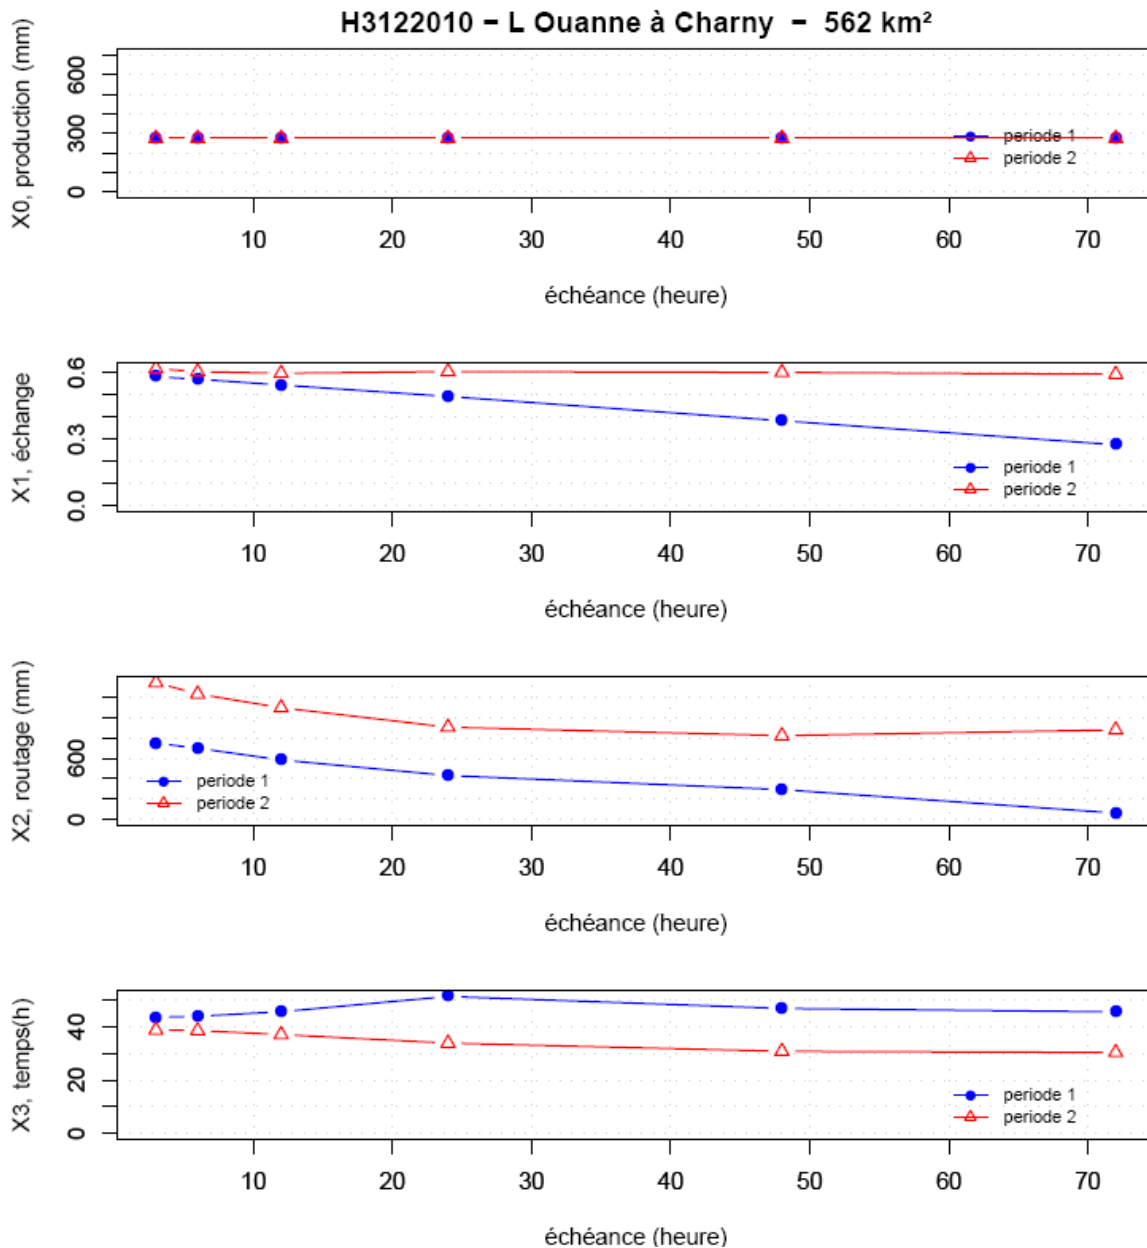 H3122010 − L Ouanne à Charny − 562 km²
X0, production (mm)
600
300
0
periode 1
periode 2
10 20 30 40 50 60 70
échéance (heure)
X1, échange
0.6
0.3
0.0
periode 1
periode 2
10 20 30 40 50 60 70
échéance (heure)
X2, routage (mm)
600
0
periode 1
periode 2
10 20 30 40 50 60 70
échéance (heure)
X3, temps(h)
40
20
0
periode 1
periode 2
10 20 30 40 50 60 70
échéance (heure)